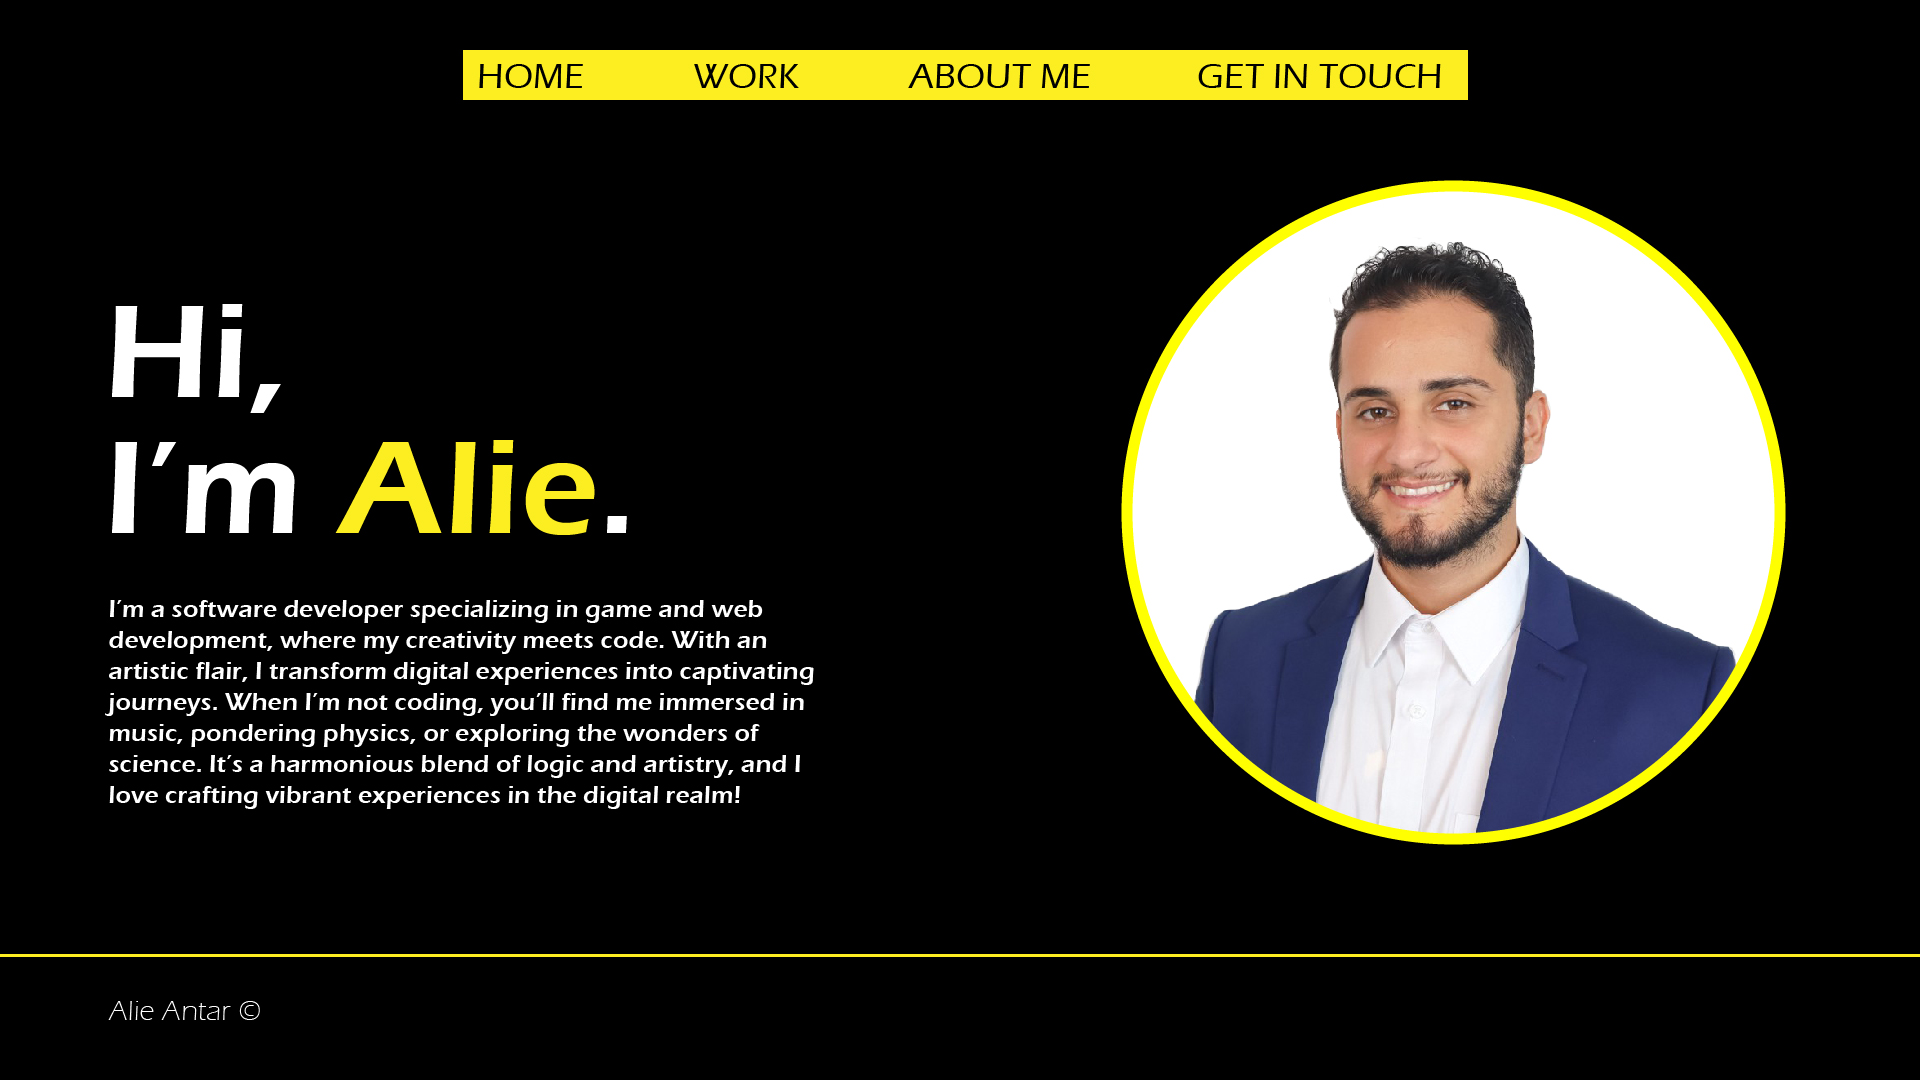 HOME WORK ABOUT ME GET IN TOUCH
Hi,
I'm Alie.
I'm a software developer specializing in game and web
development, where my creativity meets code. With an
artistic flair, I transform digital experiences into captivating
journeys. When I'm not coding, you'll find me immersed in
music, pondering physics, or exploring the wonders of
science. It's a harmonious blend of logic and artistry, and I
love crafting vibrant experiences in the digital realm!
Alie Antar ©